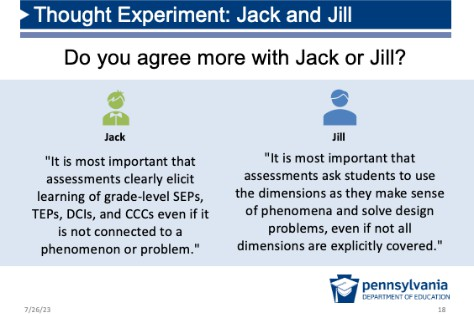 Thought Experiment: Jack and Jill
Do you agree more with Jack or Jill?
Jack
"It is most important that
assessments clearly elicit
learning of grade-level SEPs,
TEPs, DCIs, and CCCs even if it
is not connected to a
phenomenon or problem."
Jill
"It is most important that
assessments ask students to use
the dimensions as they make sense
of phenomena and solve design
problems, even if not all
dimensions are explicitly covered."
pennsylvania
DEPARTMENT OF EDUCATION
7/26/23
18